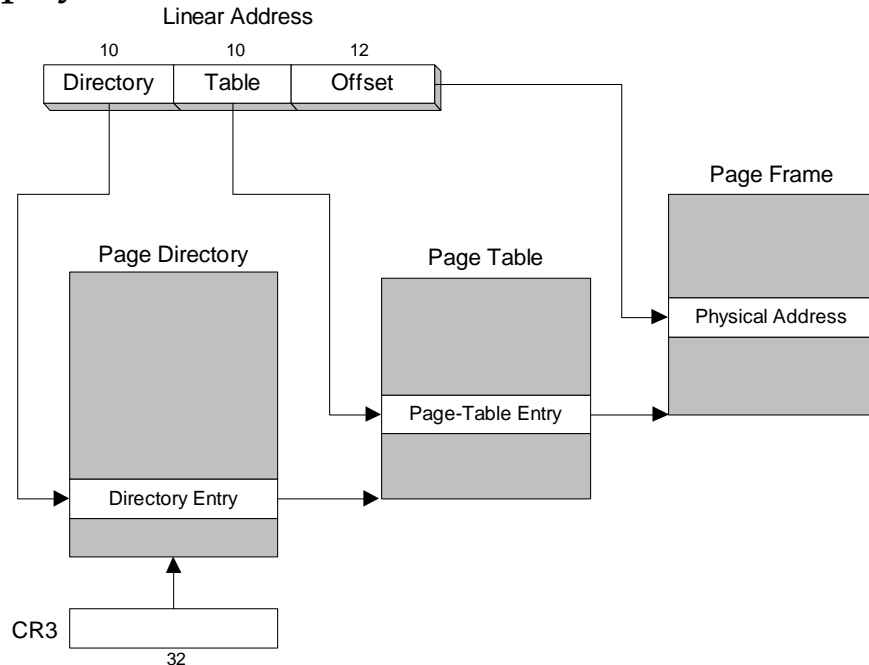 Linear Address
10 10 12
Directory Table Offset
Page Frame
Page Directory
Page Table
Physical Address
Page-Table Entry
Directory Entry
CR3
32